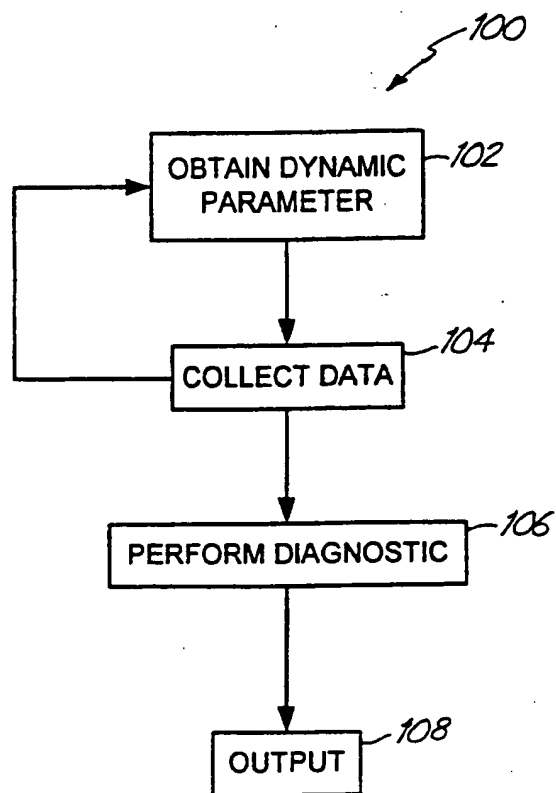 100
OBTAIN DYNAMIC
PARAMETER
102
COLLECT DATA
104
PERFORM DIAGNOSTIC
106
OUTPUT
108